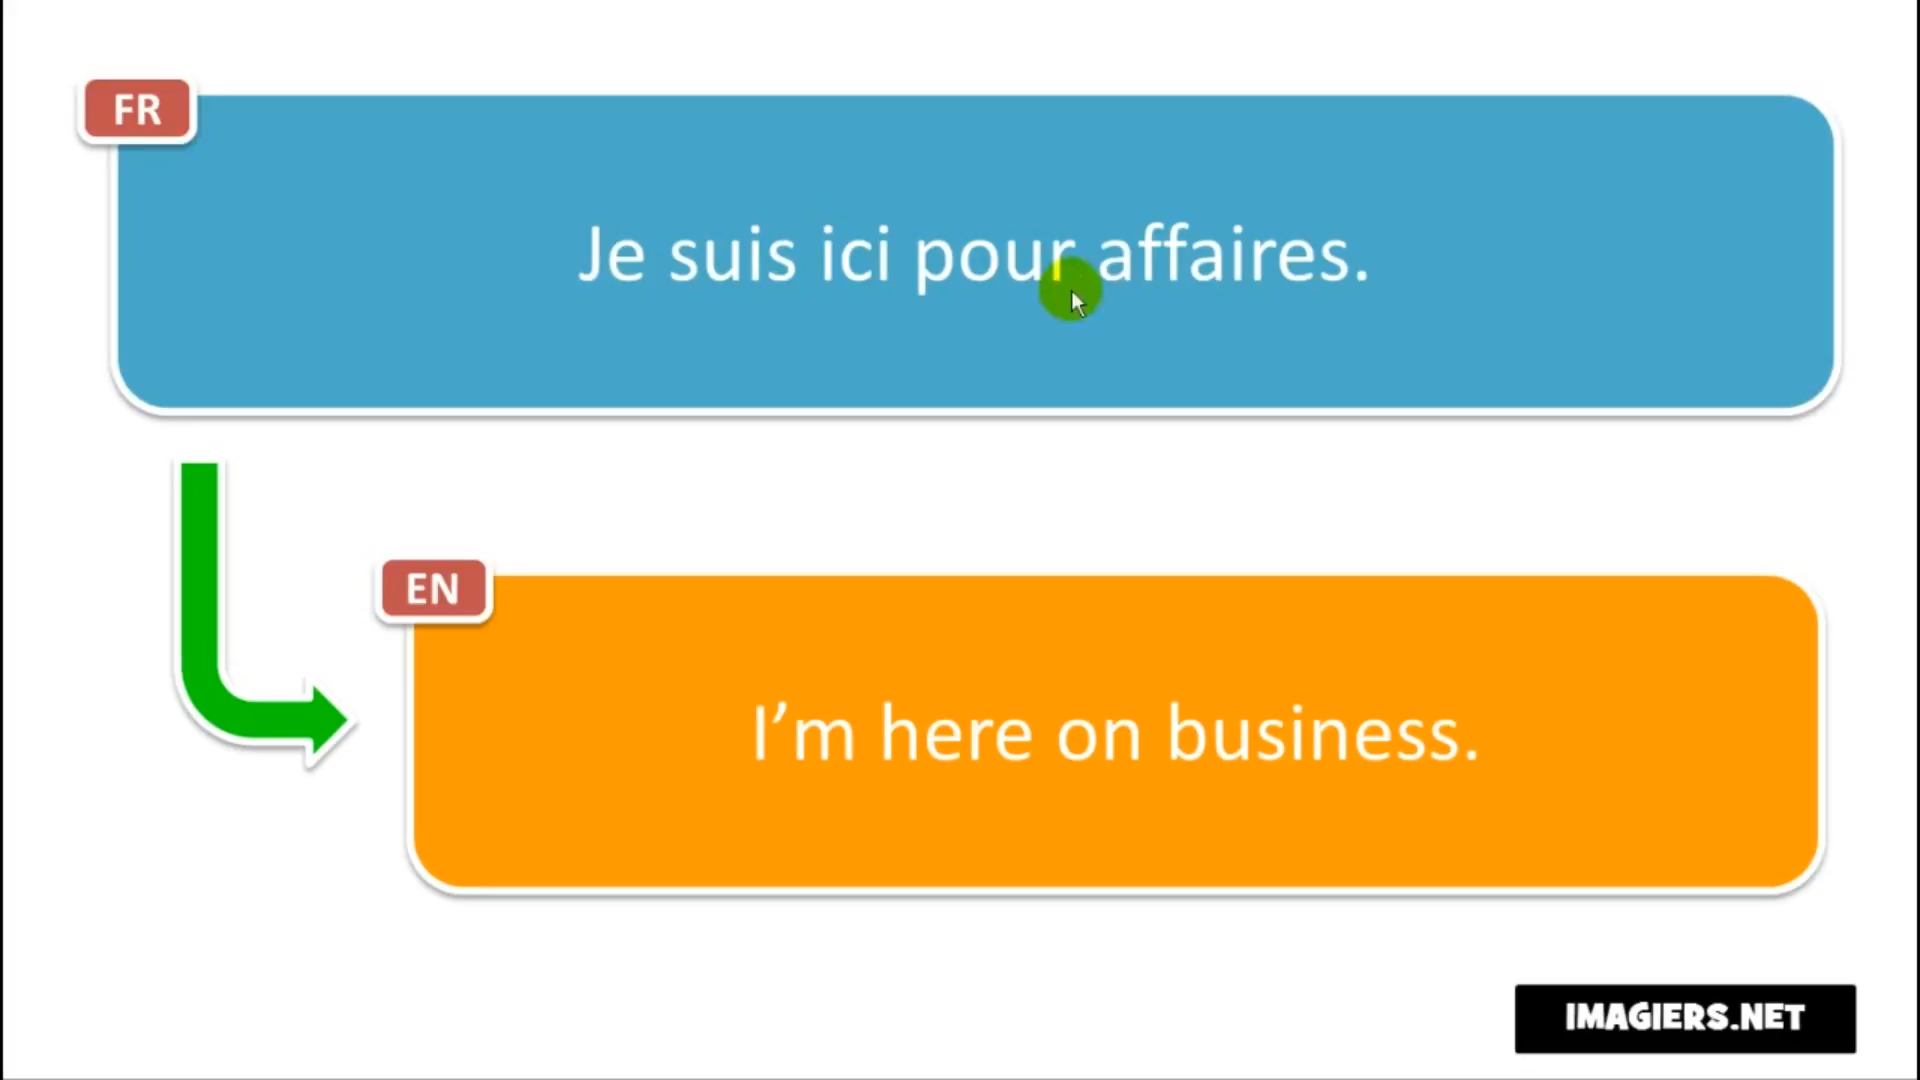 FR
Je suis ici pour affaires.
EN
I’m here on business.
IMAGIERS.NET